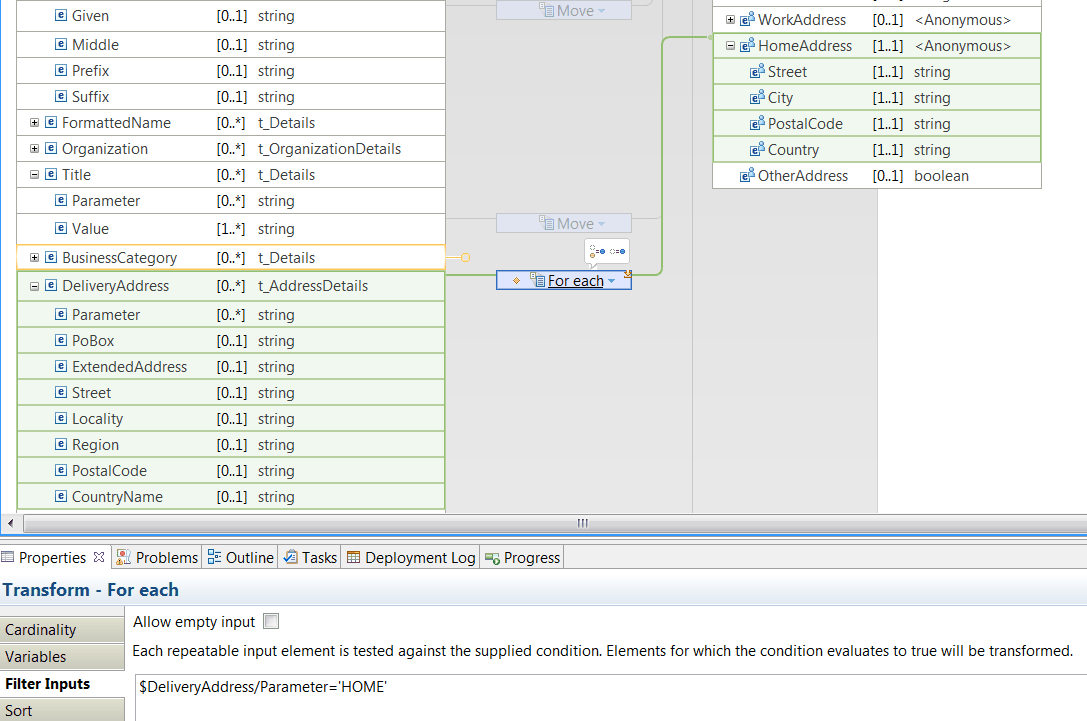 Given [0..1] string
Middle [0..1] string
Prefix [0..1] string
Suffix [0..1] string
FormattedName [0..*] t_Details
Organization [0..*] t_OrganizationDetails
Title [0..*] t_Details
Parameter [0..*] string
Value [1..*] string
BusinessCategory [0..*] t_Details
DeliveryAddress [0..*] t_AddressDetails
Parameter [0..*] string
PoBox [0..1] string
ExtendedAddress [0..1] string
Street [0..1] string
Locality [0..1] string
Region [0..1] string
PostalCode [0..1] string
CountryName [0..1] string
Move
Move
For each
WorkAddress [0..1] <Anonymous>
HomeAddress [1..1] <Anonymous>
Street [1..1] string
City [1..1] string
PostalCode [1..1] string
Country [1..1] string
OtherAddress [0..1] boolean
Properties Problems Outline Tasks Deployment Log Progress
Transform - For each
Cardinality
Variables
Filter Inputs
Sort
Allow empty input
Each repeatable input element is tested against the supplied condition. Elements for which the condition evaluates to true will be transformed.
$DeliveryAddress/Parameter='HOME'